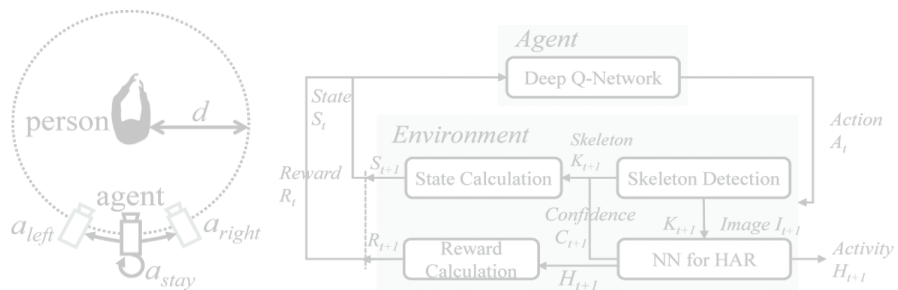 person
d
agent
a_left
a_right
a_stay
Agent
Deep Q-Network
State
S_t
Reward
R_t
Action
A_t
Environment
Skeleton
K_{t+1}
S_{t+1}
State Calculation
Skeleton Detection
Confidence
C_{t+1}
K_{t+1}
Image I_{t+1}
R_{t+1}
Reward
Calculation
H_{t+1}
NN for HAR
Activity
H_{t+1}